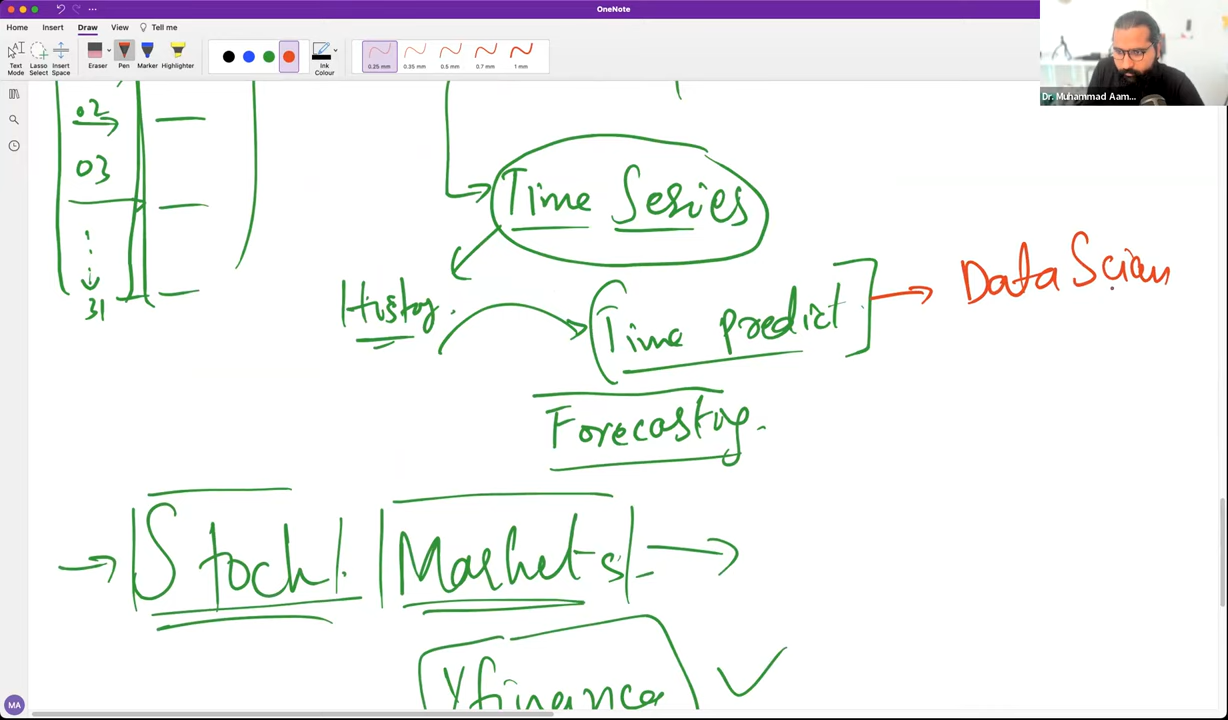 OneNote
Home Insert Draw View Tell me
Text Mode Lasso Select Insert Space Eraser Pen Marker Highlighter Ink Colour 0.25 mm 0.35 mm 0.5 mm 0.7 mm 1 mm
Dr. Muhammad Aam...
02
03
31
Time Series
History.
Time predict
Data Scian
Forecasting.
Stock Markets
Yfinance
MA